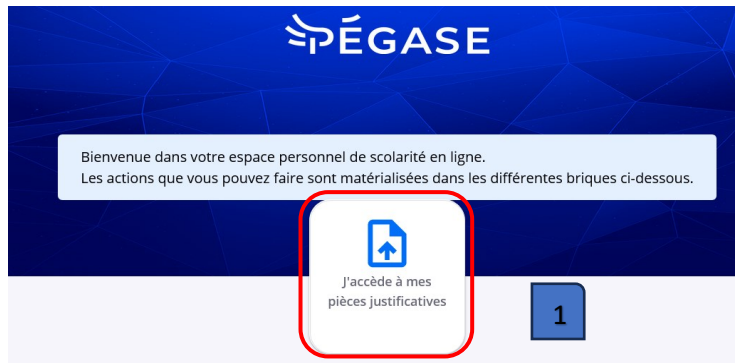 PÉGASE
Bienvenue dans votre espace personnel de scolarité en ligne.
Les actions que vous pouvez faire sont matérialisées dans les différentes briques ci-dessous.
J'accède à mes
pièces justificatives
1